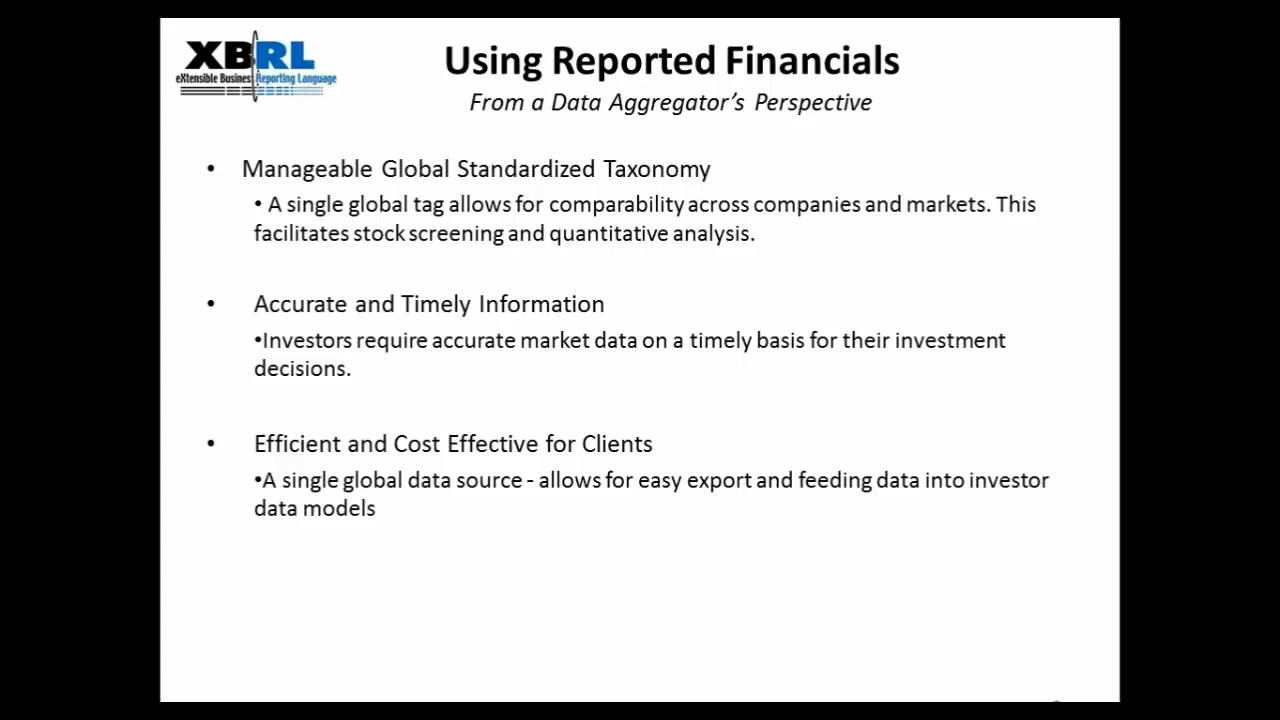 XBRL
eXtensible Business Reporting Language
Using Reported Financials
From a Data Aggregator's Perspective
• Manageable Global Standardized Taxonomy
• A single global tag allows for comparability across companies and markets. This
facilitates stock screening and quantitative analysis.
• Accurate and Timely Information
•Investors require accurate market data on a timely basis for their investment
decisions.
• Efficient and Cost Effective for Clients
•A single global data source - allows for easy export and feeding data into investor
data models